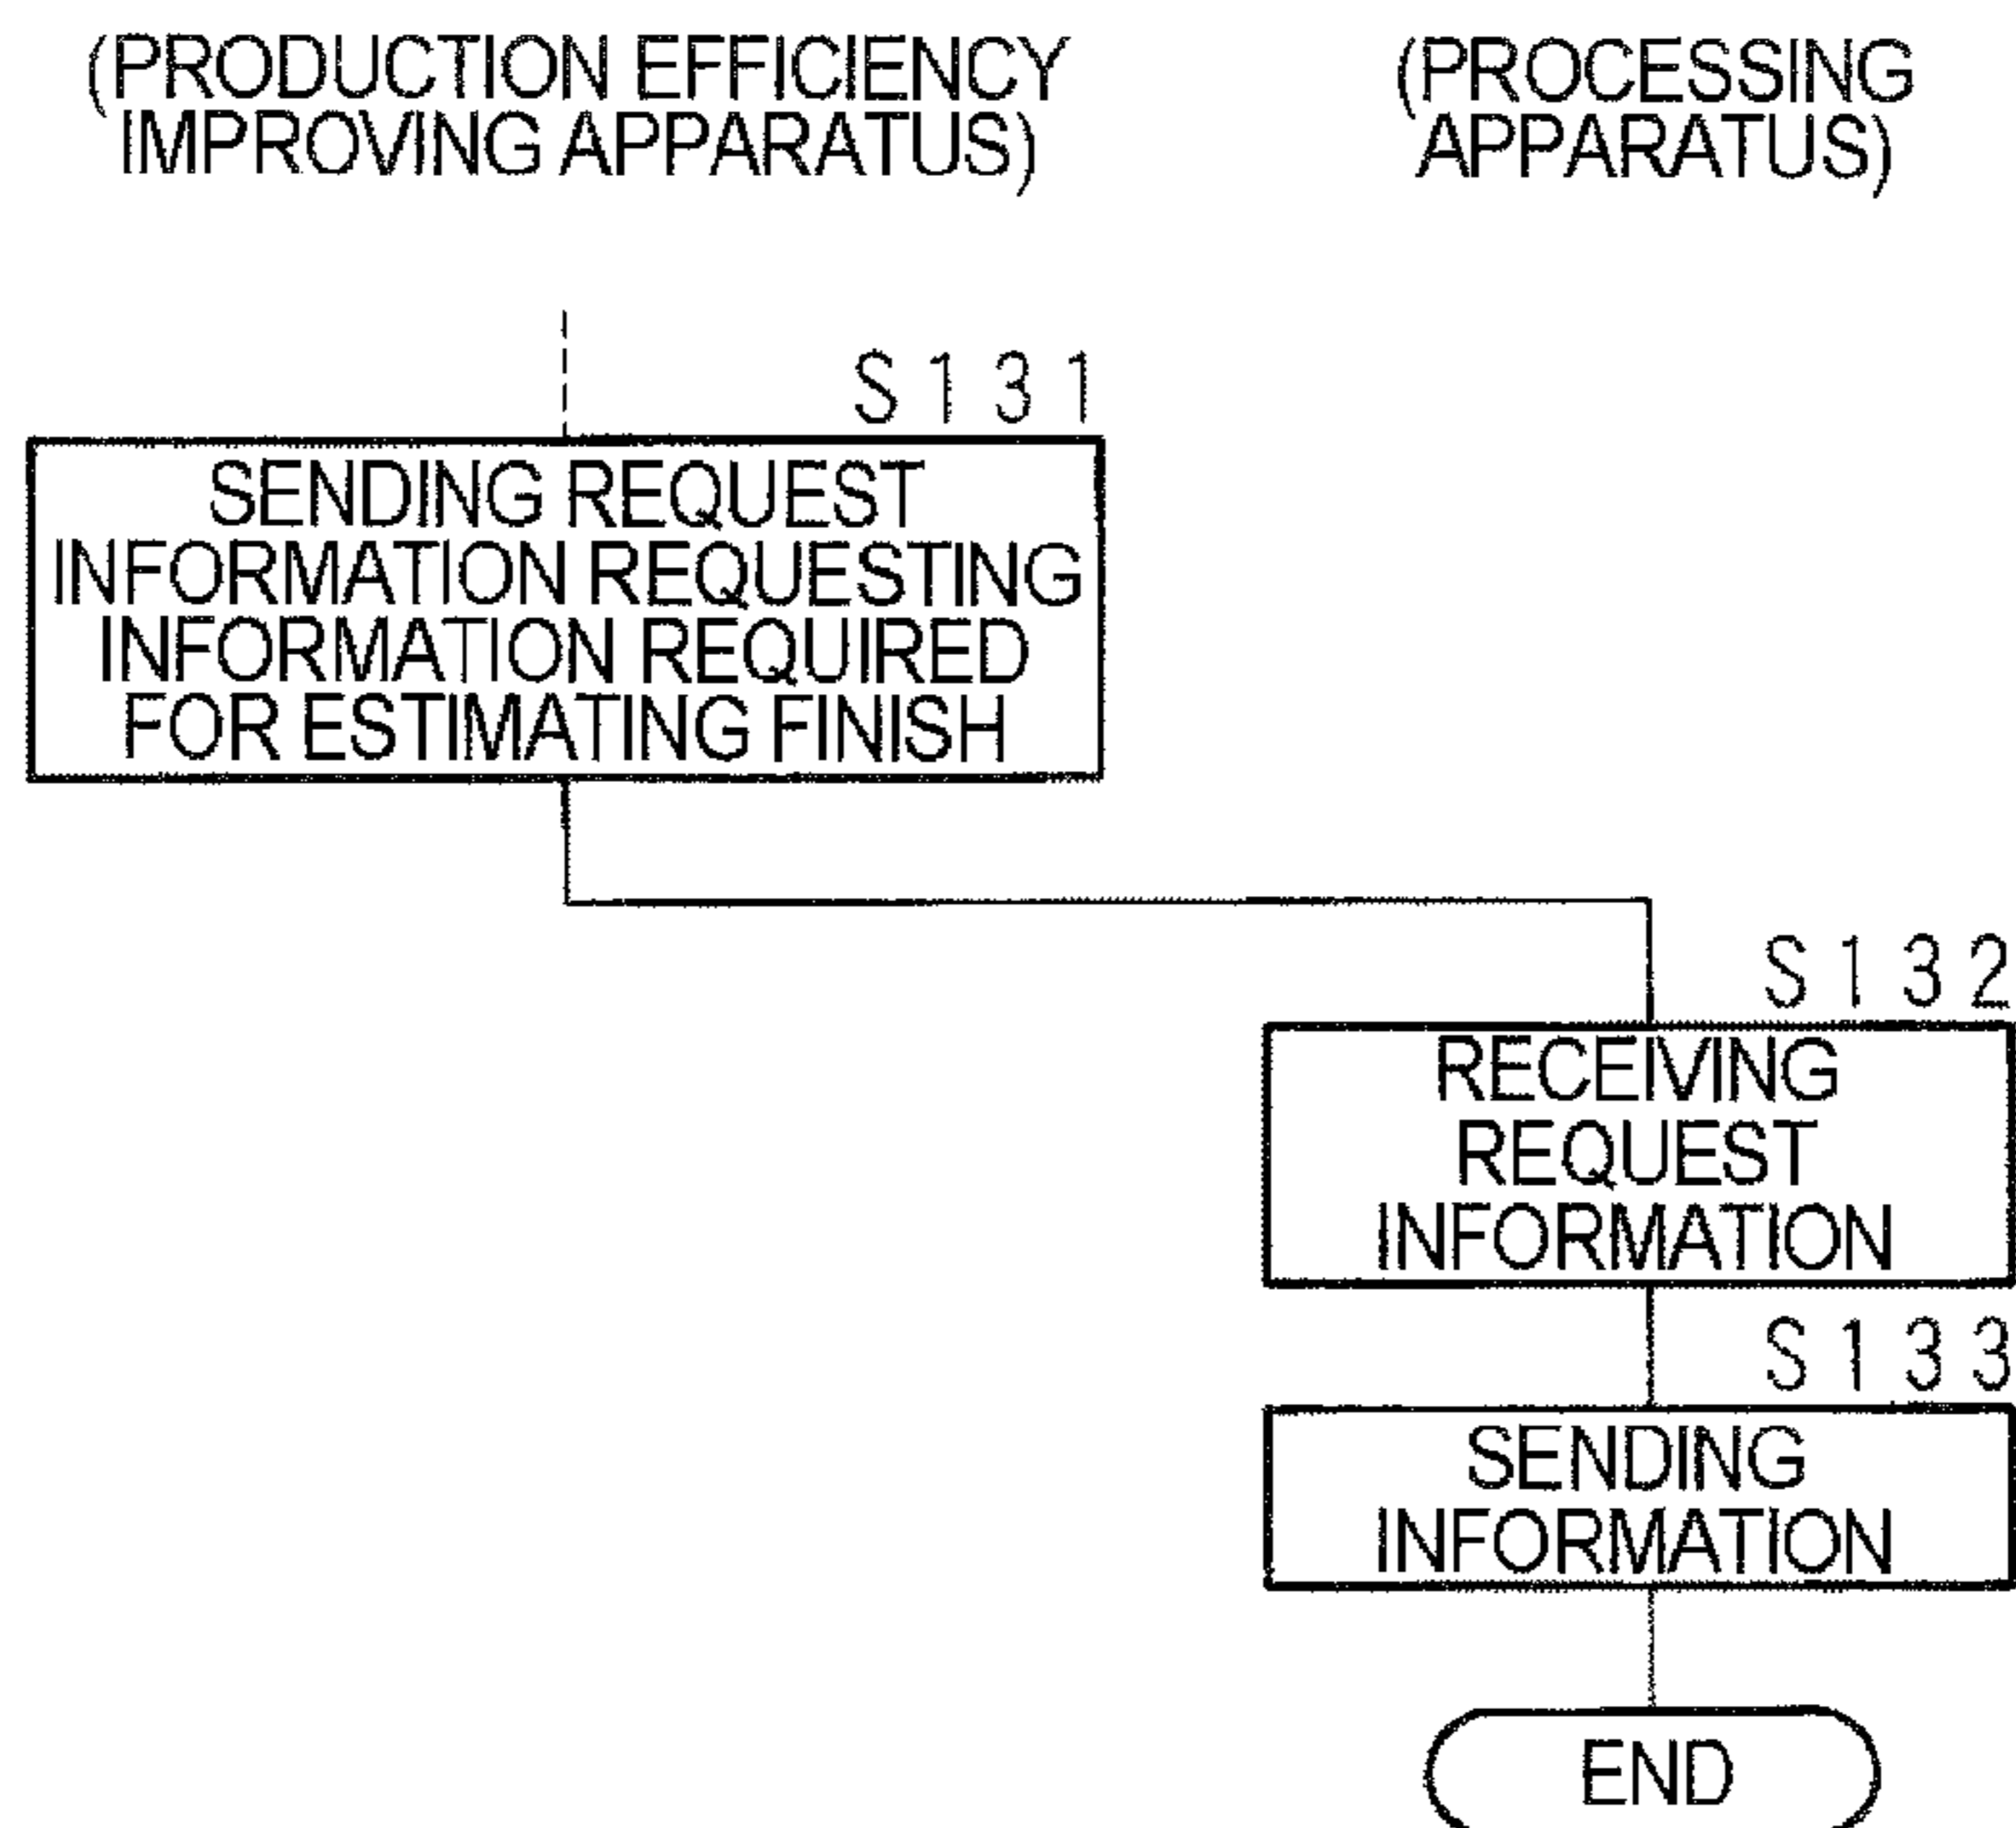 (PRODUCTION EFFICIENCY
IMPROVING APPARATUS)
(PROCESSING
APPARATUS)
S131
SENDING REQUEST
INFORMATION REQUESTING
INFORMATION REQUIRED
FOR ESTIMATING FINISH
S132
RECEIVING
REQUEST
INFORMATION
S133
SENDING
INFORMATION
END